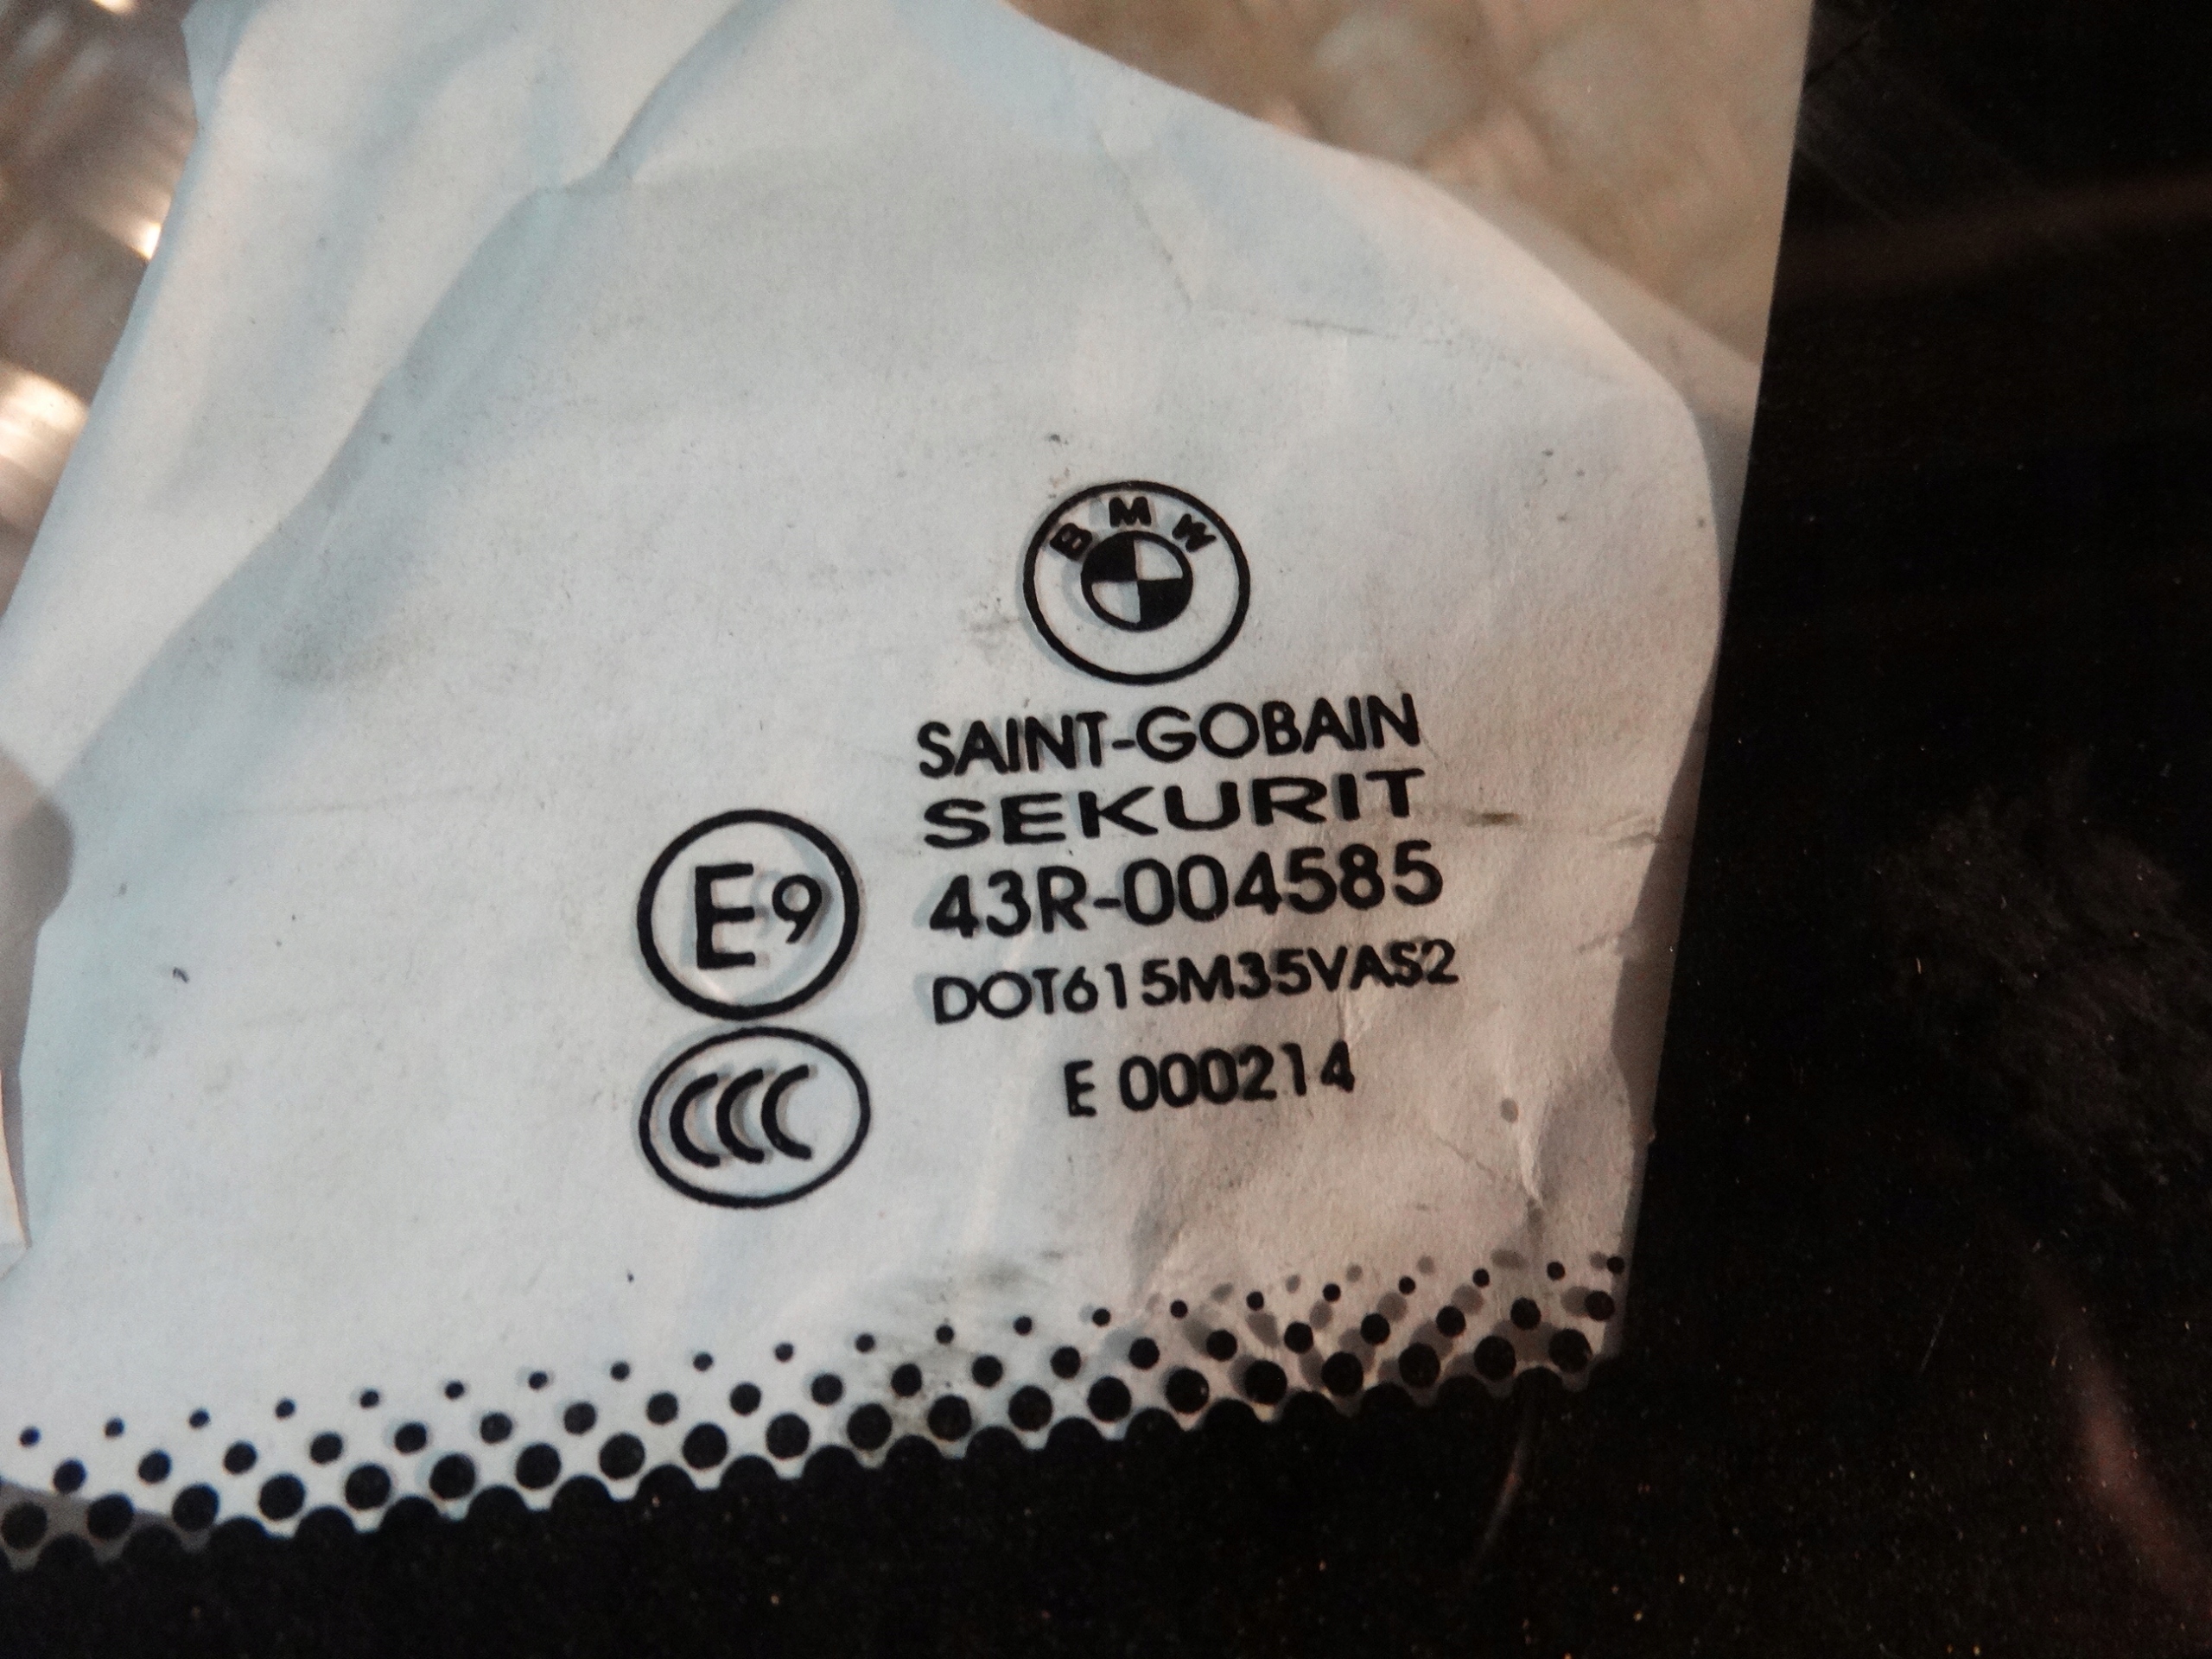 BMW
SAINT-GOBAIN
SEKURIT
E9
43R-004585
DOT615M35VAS2
CCC
E 000214